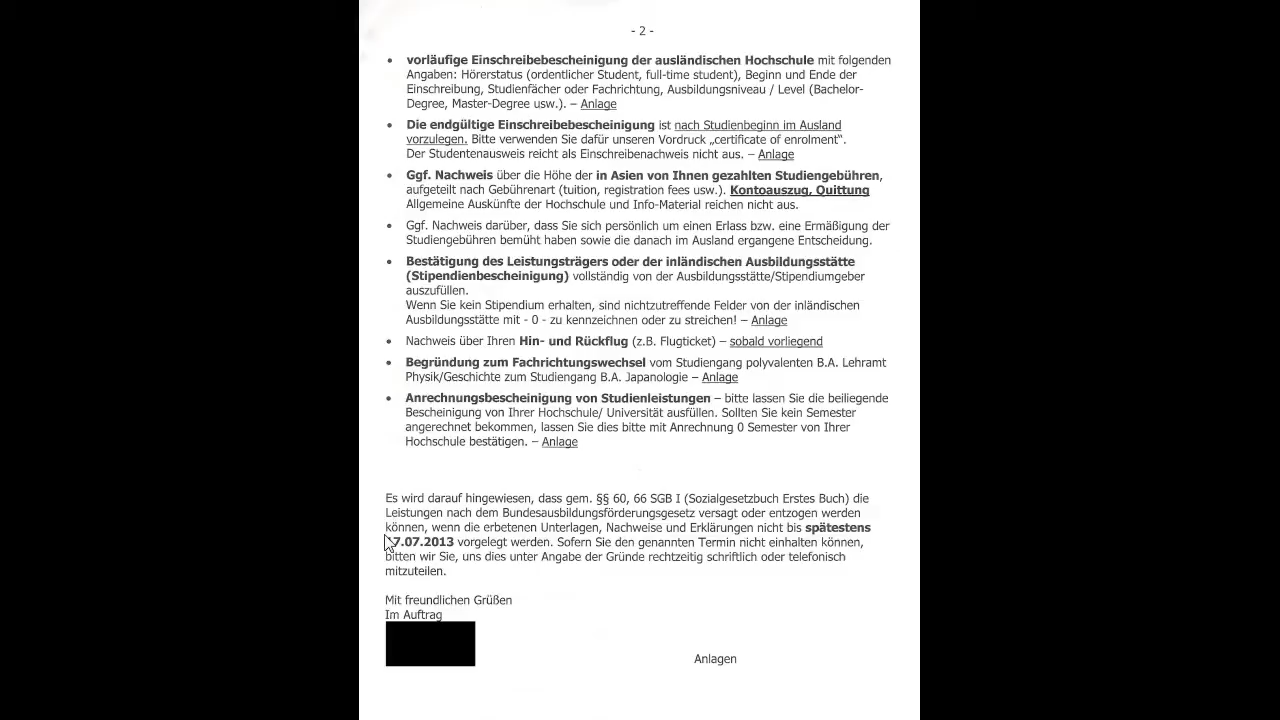 - 2 -
• vorläufige Einschreibebescheinigung der ausländischen Hochschule mit folgenden
Angaben: Hörerstatus (ordentlicher Student, full-time student), Beginn und Ende der
Einschreibung, Studienfächer oder Fachrichtung, Ausbildungsniveau / Level (Bachelor-
Degree, Master-Degree usw.). – Anlage
• Die endgültige Einschreibebescheinigung ist nach Studienbeginn im Ausland
vorzulegen. Bitte verwenden Sie dafür unseren Vordruck „certificate of enrolment“.
Der Studentenausweis reicht als Einschreibenachweis nicht aus. – Anlage
• Ggf. Nachweis über die Höhe der in Asien von Ihnen gezahlten Studiengebühren,
aufgeteilt nach Gebührenart (tuition, registration fees usw.). Kontoauszug, Quittung
Allgemeine Auskünfte der Hochschule und Info-Material reichen nicht aus.
• Ggf. Nachweis darüber, dass Sie sich persönlich um einen Erlass bzw. eine Ermäßigung der
Studiengebühren bemüht haben sowie die danach im Ausland ergangene Entscheidung.
• Bestätigung des Leistungsträgers oder der inländischen Ausbildungsstätte
(Stipendienbescheinigung) vollständig von der Ausbildungsstätte/Stipendiumgeber
auszufüllen.
Wenn Sie kein Stipendium erhalten, sind nichtzutreffende Felder von der inländischen
Ausbildungsstätte mit - 0 - zu kennzeichnen oder zu streichen! – Anlage
• Nachweis über Ihren Hin- und Rückflug (z.B. Flugticket) – sobald vorliegend
• Begründung zum Fachrichtungswechsel vom Studiengang polyvalenten B.A. Lehramt
Physik/Geschichte zum Studiengang B.A. Japanologie – Anlage
• Anrechnungsbescheinigung von Studienleistungen – bitte lassen Sie die beiliegende
Bescheinigung von Ihrer Hochschule/ Universität ausfüllen. Sollten Sie kein Semester
angerechnet bekommen, lassen Sie dies bitte mit Anrechnung 0 Semester von Ihrer
Hochschule bestätigen. – Anlage
Es wird darauf hingewiesen, dass gem. §§ 60, 66 SGB I (Sozialgesetzbuch Erstes Buch) die
Leistungen nach dem Bundesausbildungsförderungsgesetz versagt oder entzogen werden
können, wenn die erbetenen Unterlagen, Nachweise und Erklärungen nicht bis spätestens
7.07.2013 vorgelegt werden. Sofern Sie den genannten Termin nicht einhalten können,
bitten wir Sie, uns dies unter Angabe der Gründe rechtzeitig schriftlich oder telefonisch
mitzuteilen.
Mit freundlichen Grüßen
Im Auftrag
Anlagen